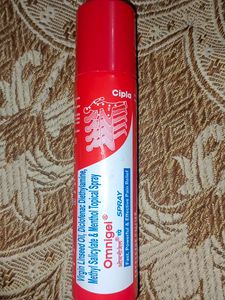 Cipla
Virgin Linseed Oil, Diclofenac Diethylamine,
Methyl Salicylate & Menthol Topical Spray
Omnigel®
SPRAY
Fast, Powerful & Effective Pain Relief